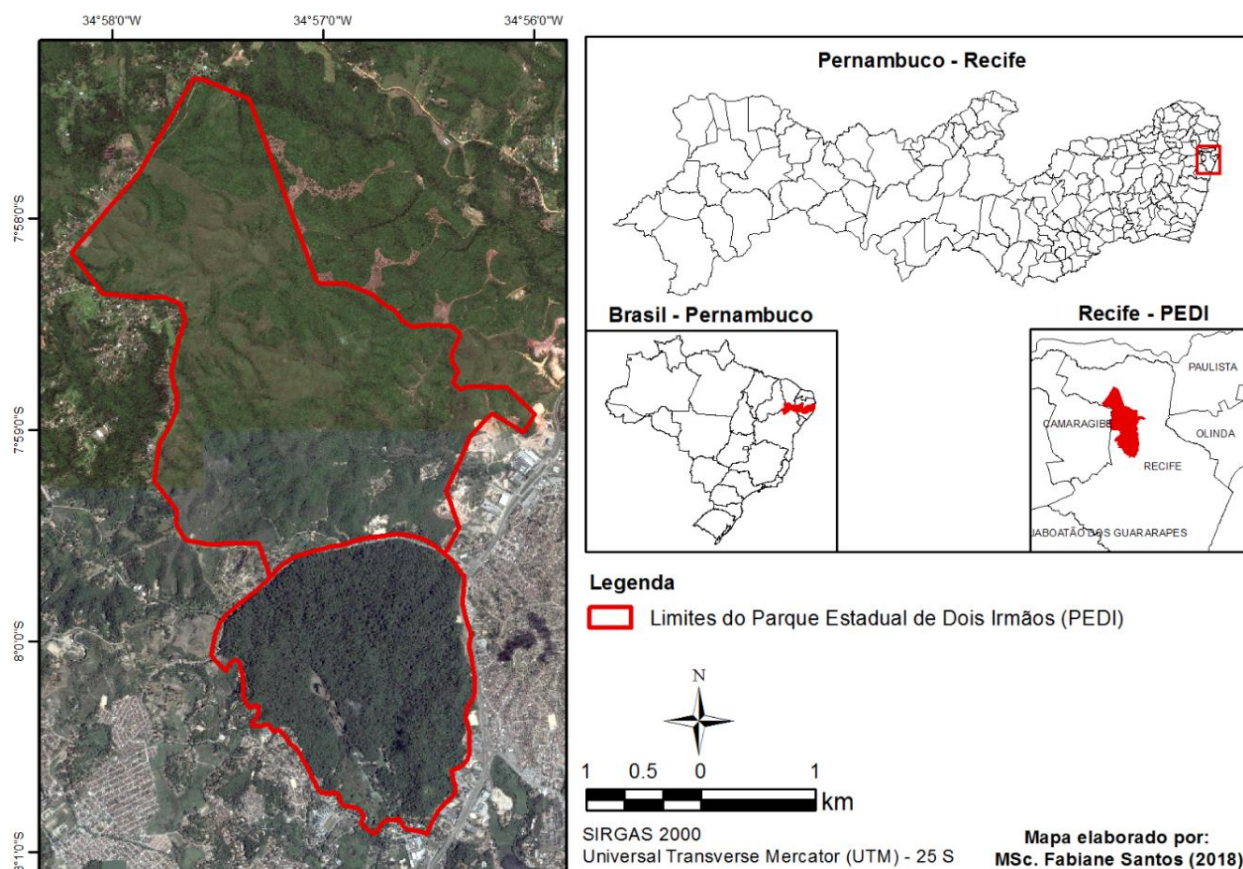 34°58'0"W
34°57'0"W
34°56'0"W
7°58'0"S
7°59'0"S
8°0'0"S
8°1'0"S
Pernambuco - Recife
Brasil - Pernambuco
Recife - PEDI
PAULISTA
CAMARAGIBE
OLINDA
RECIFE
JABOATÃO DOS GUARARAPES
Legenda
Limites do Parque Estadual de Dois Irmãos (PEDI)
N
1 0.5 0 1
km
SIRGAS 2000
Universal Transverse Mercator (UTM) - 25 S
Mapa elaborado por:
MSc. Fabiane Santos (2018)